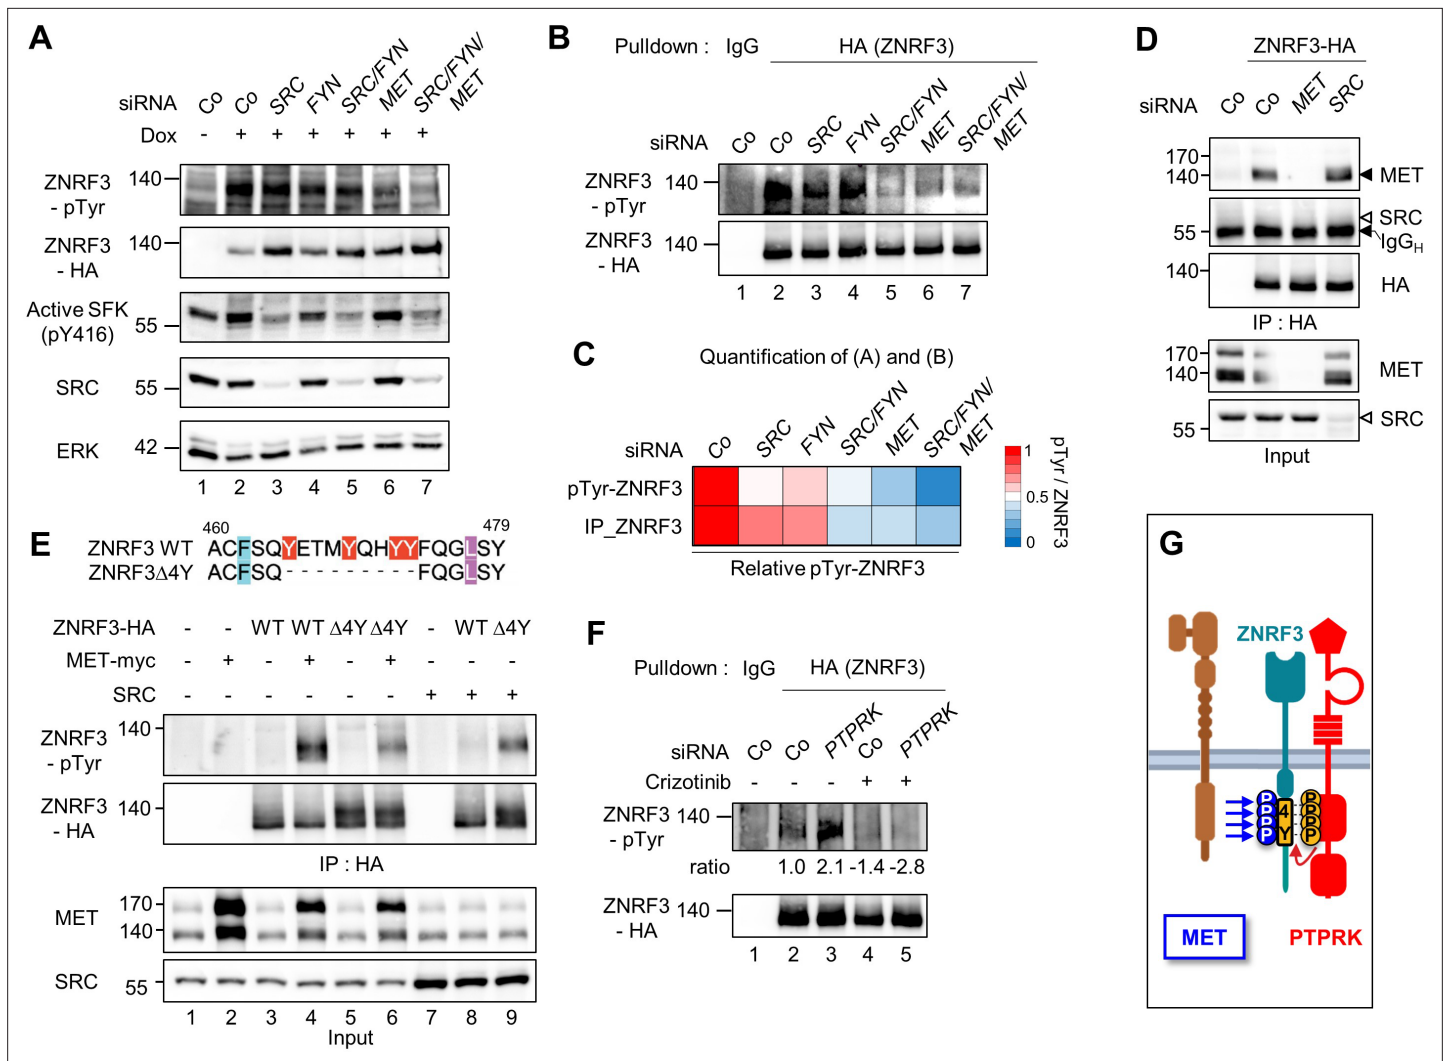 A
siRNA Co Co SRC FYN SRC/FYN MET SRC/FYN/ MET
Dox - + + + + + +
ZNRF3 - pTyr 140
ZNRF3 - HA 140
Active SFK (pY416) 55
SRC 55
ERK 42
1 2 3 4 5 6 7
B
Pulldown : IgG HA (ZNRF3)
siRNA Co Co SRC FYN SRC/FYN MET SRC/FYN/ MET
ZNRF3 - pTyr 140
ZNRF3 - HA 140
1 2 3 4 5 6 7
C
Quantification of (A) and (B)
siRNA Co SRC FYN SRC/FYN MET SRC/FYN/ MET
pTyr-ZNRF3
IP_ZNRF3
Relative pTyr-ZNRF3
1
0.5
0
pTyr / ZNRF3
D
ZNRF3-HA
siRNA Co Co MET SRC
170
140 MET
SRC
55 IgGH
140 HA
IP : HA
170
140 MET
SRC
55
Input
E
460 479
ZNRF3 WT ACFSQYETMYQHYYFQGLSY
ZNRF3Δ4Y ACFSQ---------FQGLSY
ZNRF3-HA - - WT WT Δ4Y Δ4Y - WT Δ4Y
MET-myc - + - + - + - - -
SRC - - - - - - + + +
ZNRF3 - pTyr 140
ZNRF3 - HA 140
IP : HA
MET 170
140
SRC 55
1 2 3 4 5 6 7 8 9
Input
F
Pulldown : IgG HA (ZNRF3)
siRNA Co Co PTPRK Co PTPRK
Crizotinib - - - + +
ZNRF3 - pTyr 140
ratio 1.0 2.1 -1.4 -2.8
ZNRF3 - HA 140
1 2 3 4 5
G
ZNRF3
P 4 P
P P
P Y P
P P
MET
PTPRK